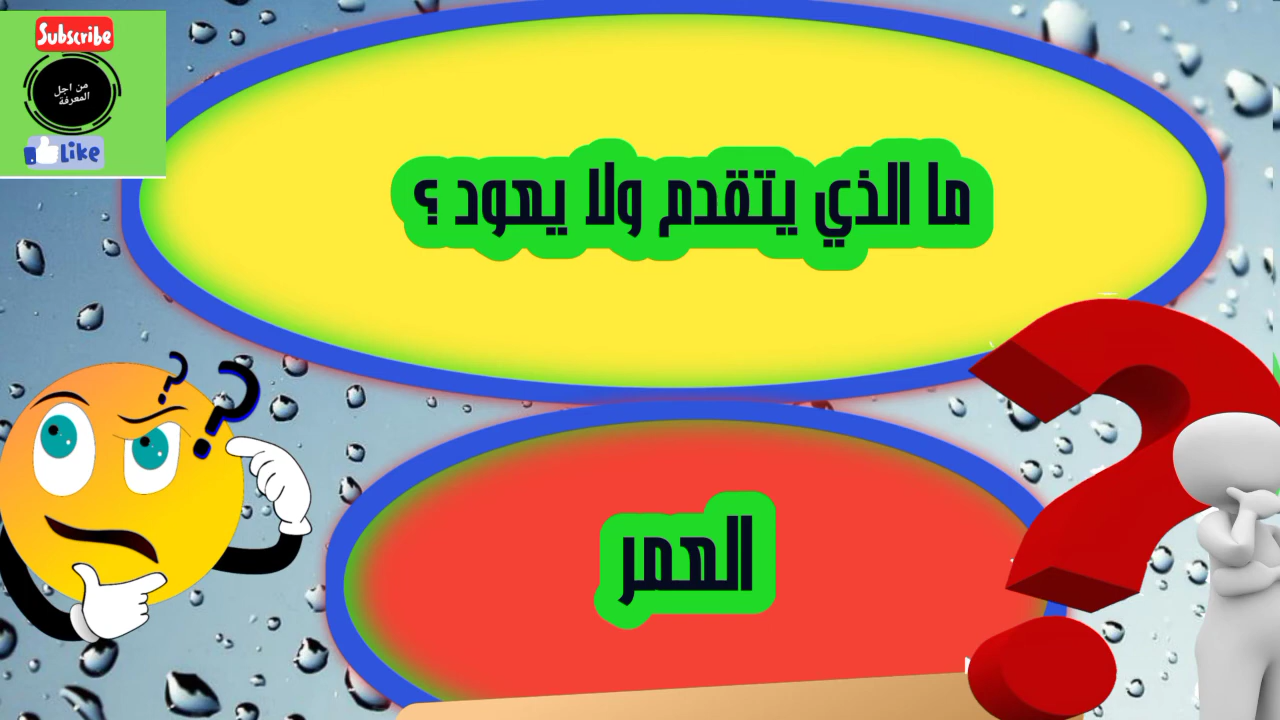 Subscribe
من اجل
المعرفة
Like
ما الذي يتقدم ولا يعود ؟
العمر